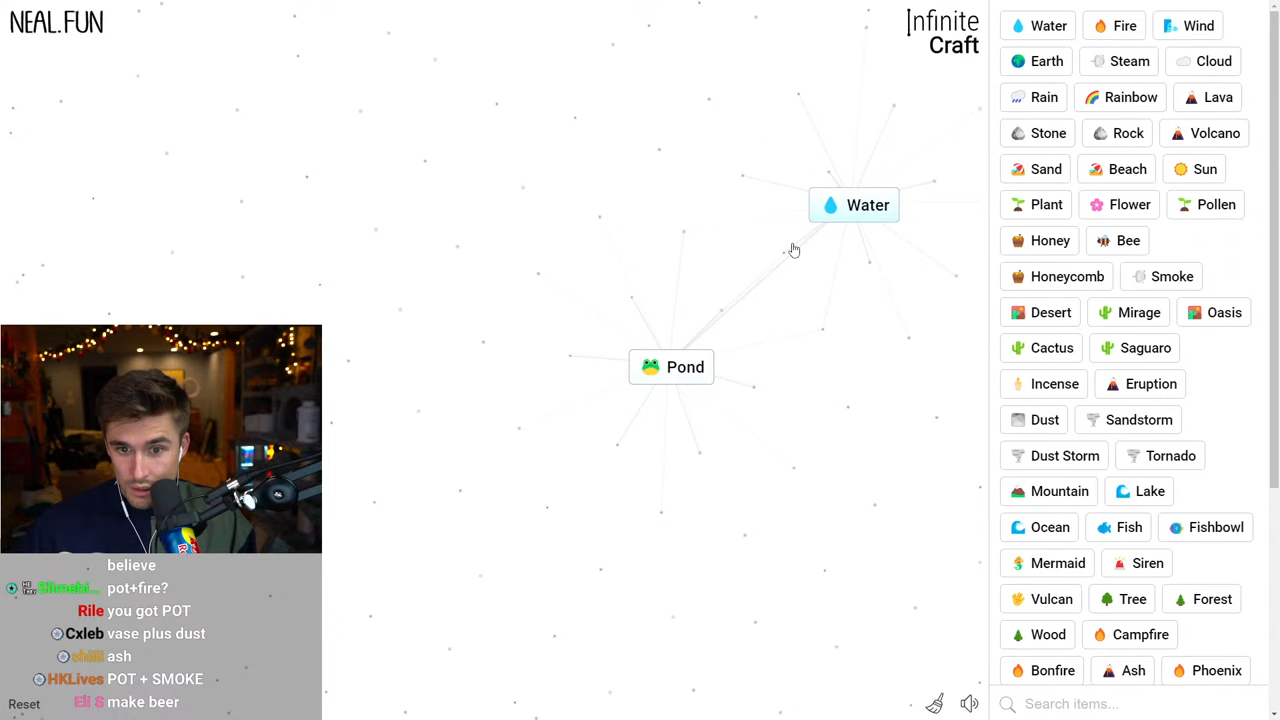 NEAL.FUN
Infinite
Craft
Water
Pond
Water Fire Wind
Earth Steam Cloud
Rain Rainbow Lava
Stone Rock Volcano
Sand Beach Sun
Plant Flower Pollen
Honey Bee
Honeycomb Smoke
Desert Mirage Oasis
Cactus Saguaro
Incense Eruption
Dust Sandstorm
Dust Storm Tornado
Mountain Lake
Ocean Fish Fishbowl
Mermaid Siren
Vulcan Tree Forest
Wood Campfire
Bonfire Ash Phoenix
Search items...
believe
pot+fire?
Rile you got POT
Cxleb vase plus dust
ash
HKLives POT + SMOKE
Eli S make beer
Reset